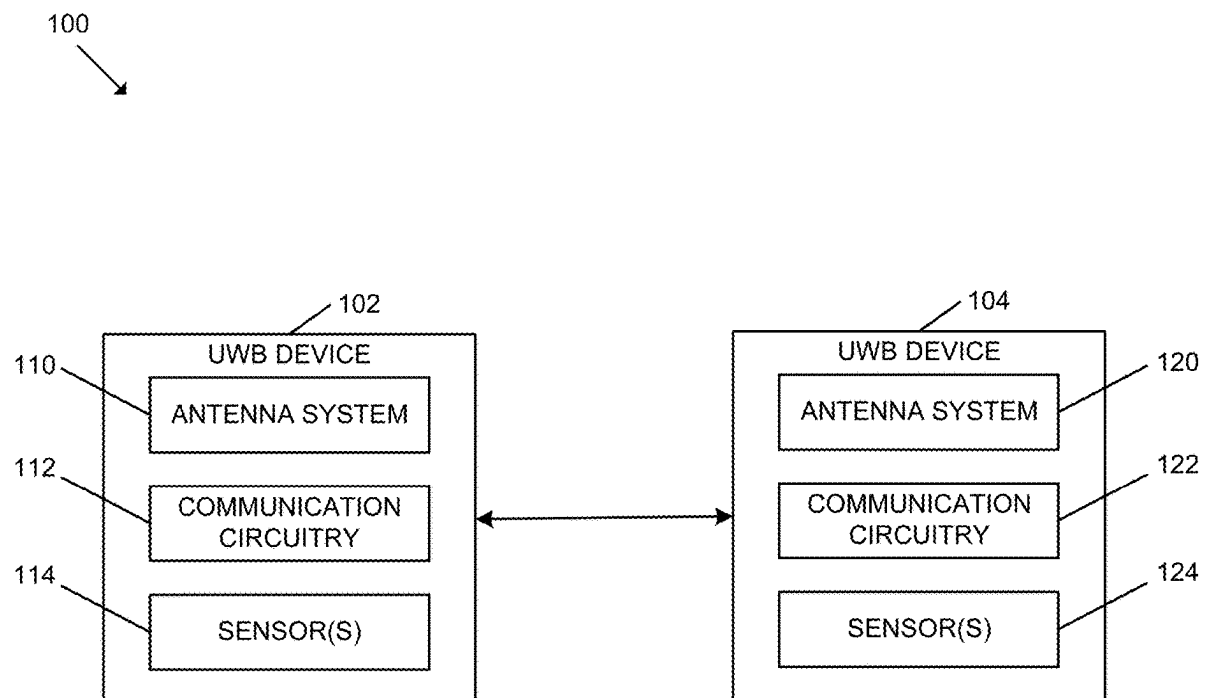 100
102
UWB DEVICE
110
ANTENNA SYSTEM
112
COMMUNICATION
CIRCUITRY
114
SENSOR(S)
104
UWB DEVICE
120
ANTENNA SYSTEM
122
COMMUNICATION
CIRCUITRY
124
SENSOR(S)